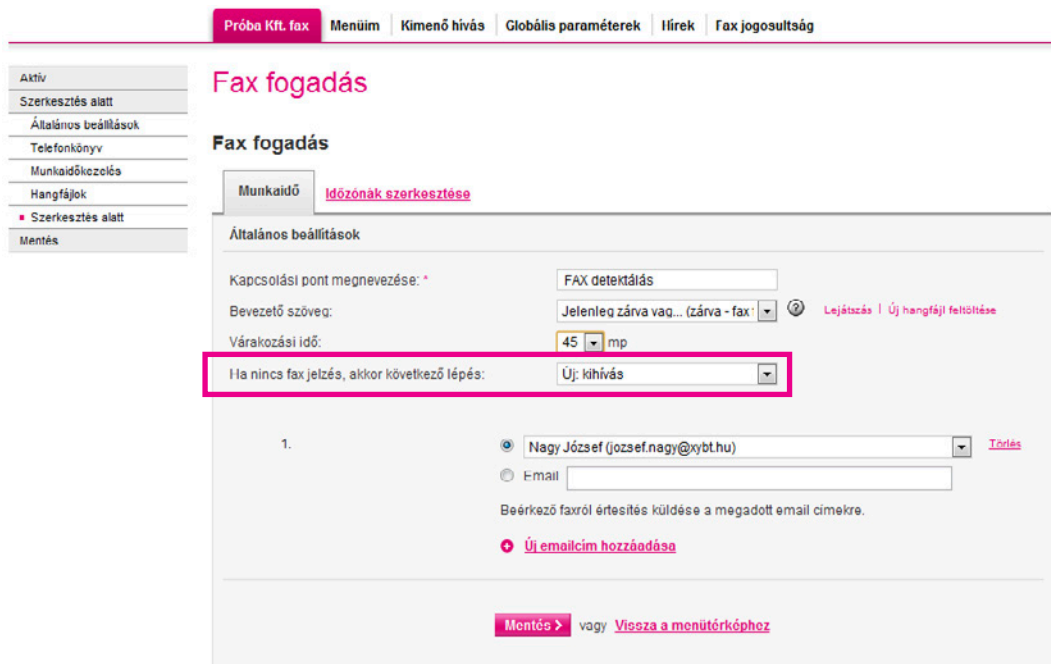 Próba Kft. fax Menüim Kimenő hívás Globális paraméterek Hírek Fax jogosultság
Aktív
Szerkesztés alatt
Általános beállítások
Telefonkönyv
Munkaidőkezelés
Hangfájlok
Szerkesztés alatt
Mentés
Fax fogadás
Fax fogadás
Munkaidő Időzónák szerkesztése
Általános beállítások
Kapcsolási pont megnevezése: * FAX detektálás
Bevezető szöveg: Jelenleg zárva vag... (zárva - fax Lejátszás | Új hangfájl feltöltése
Várakozási idő: 45 mp
Ha nincs fax jelzés, akkor következő lépés: Új: kihívás
1. Nagy József (jozsef.nagy@xybt.hu) Törlés
Email
Beérkező faxról értesítés küldése a megadott email címekre.
Új emailcím hozzáadása
Mentés > vagy Vissza a menütérképhez